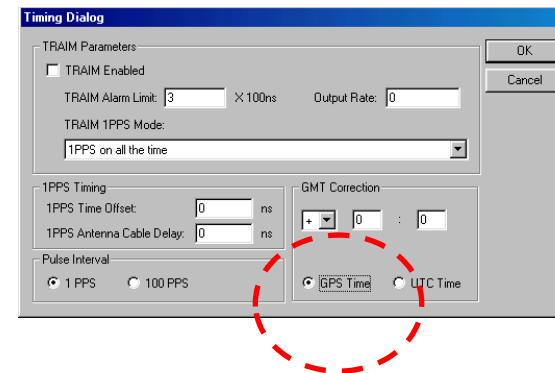 Timing Dialog
TRAIM Parameters
TRAIM Enabled
TRAIM Alarm Limit: 3 X 100ns Output Rate: 0
TRAIM 1PPS Mode:
1PPS on all the time
OK
Cancel
1PPS Timing
1PPS Time Offset: 0 ns
1PPS Antenna Cable Delay: 0 ns
GMT Correction
+ 0 : 0
Pulse Interval
1 PPS 100 PPS
GPS Time UTC Time